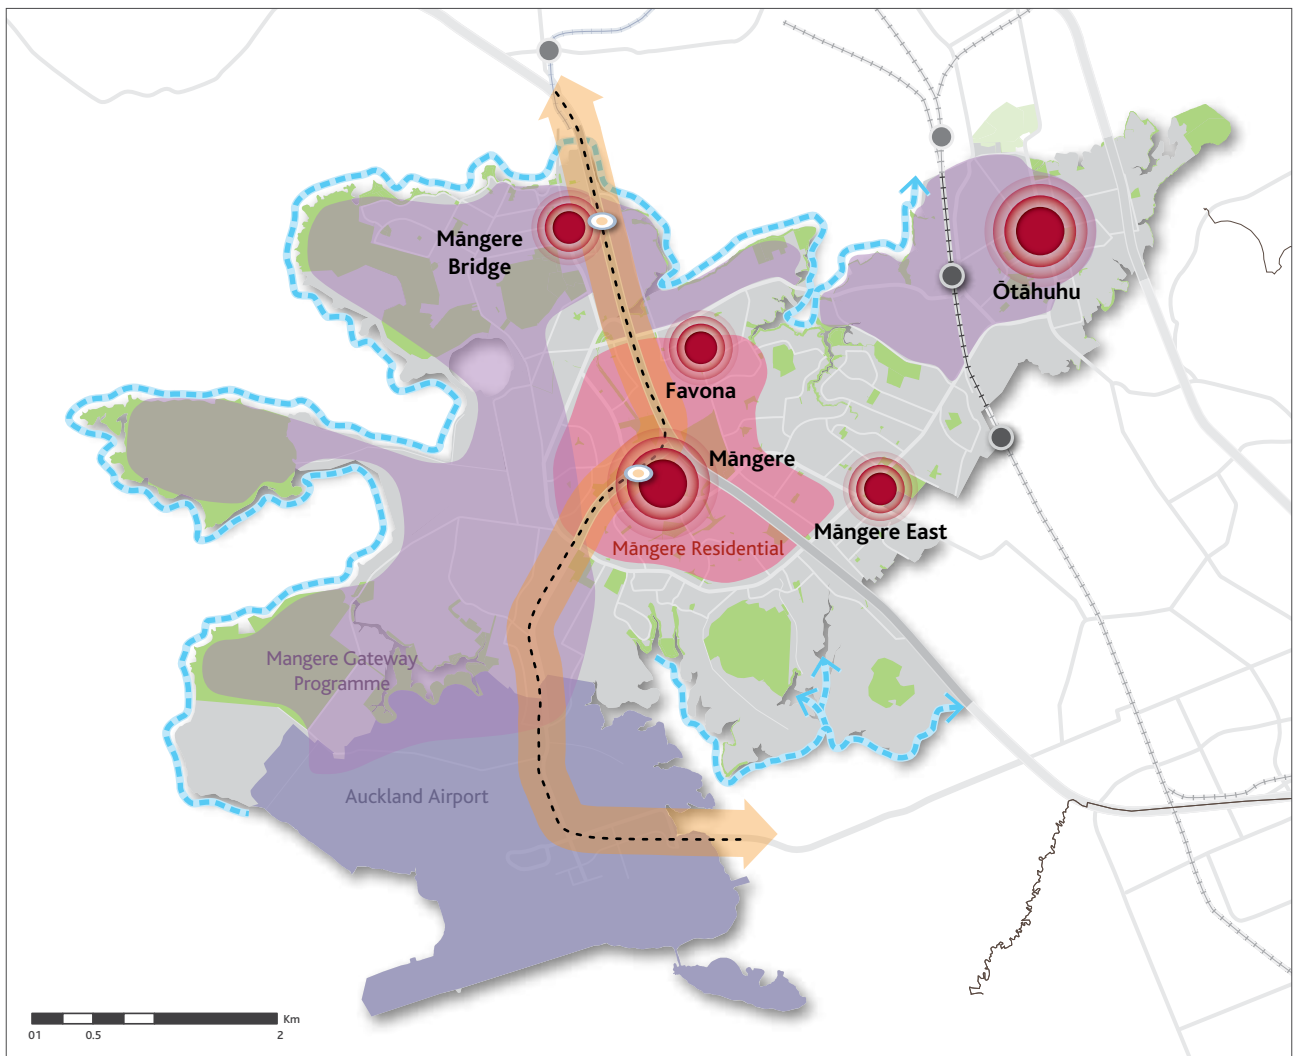 Māngere
Bridge
Ōtāhuhu
Favona
Māngere
Māngere East
Māngere Residential
Mangere Gateway
Programme
Auckland Airport
Km
01 0.5 2